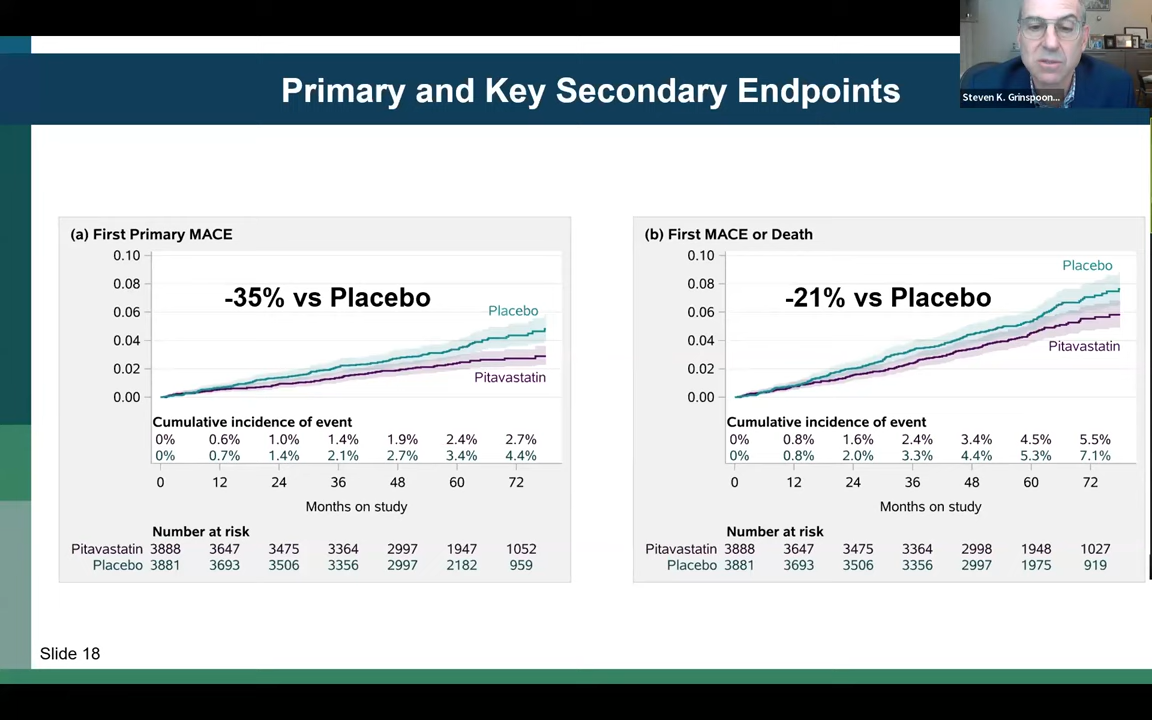 Primary and Key Secondary Endpoints
Steven K. Grinspoon...
(a) First Primary MACE
0.10
0.08
0.06
0.04
0.02
0.00
-35% vs Placebo
Placebo
Pitavastatin
Cumulative incidence of event
0% 0.6% 1.0% 1.4% 1.9% 2.4% 2.7%
0% 0.7% 1.4% 2.1% 2.7% 3.4% 4.4%
0 12 24 36 48 60 72
Months on study
Number at risk
Pitavastatin 3888 3647 3475 3364 2997 1947 1052
Placebo 3881 3693 3506 3356 2997 2182 959
(b) First MACE or Death
0.10
0.08
0.06
0.04
0.02
0.00
-21% vs Placebo
Placebo
Pitavastatin
Cumulative incidence of event
0% 0.8% 1.6% 2.4% 3.4% 4.5% 5.5%
0% 0.8% 2.0% 3.3% 4.4% 5.3% 7.1%
0 12 24 36 48 60 72
Months on study
Number at risk
Pitavastatin 3888 3647 3475 3364 2998 1948 1027
Placebo 3881 3693 3506 3356 2997 1975 919
Slide 18